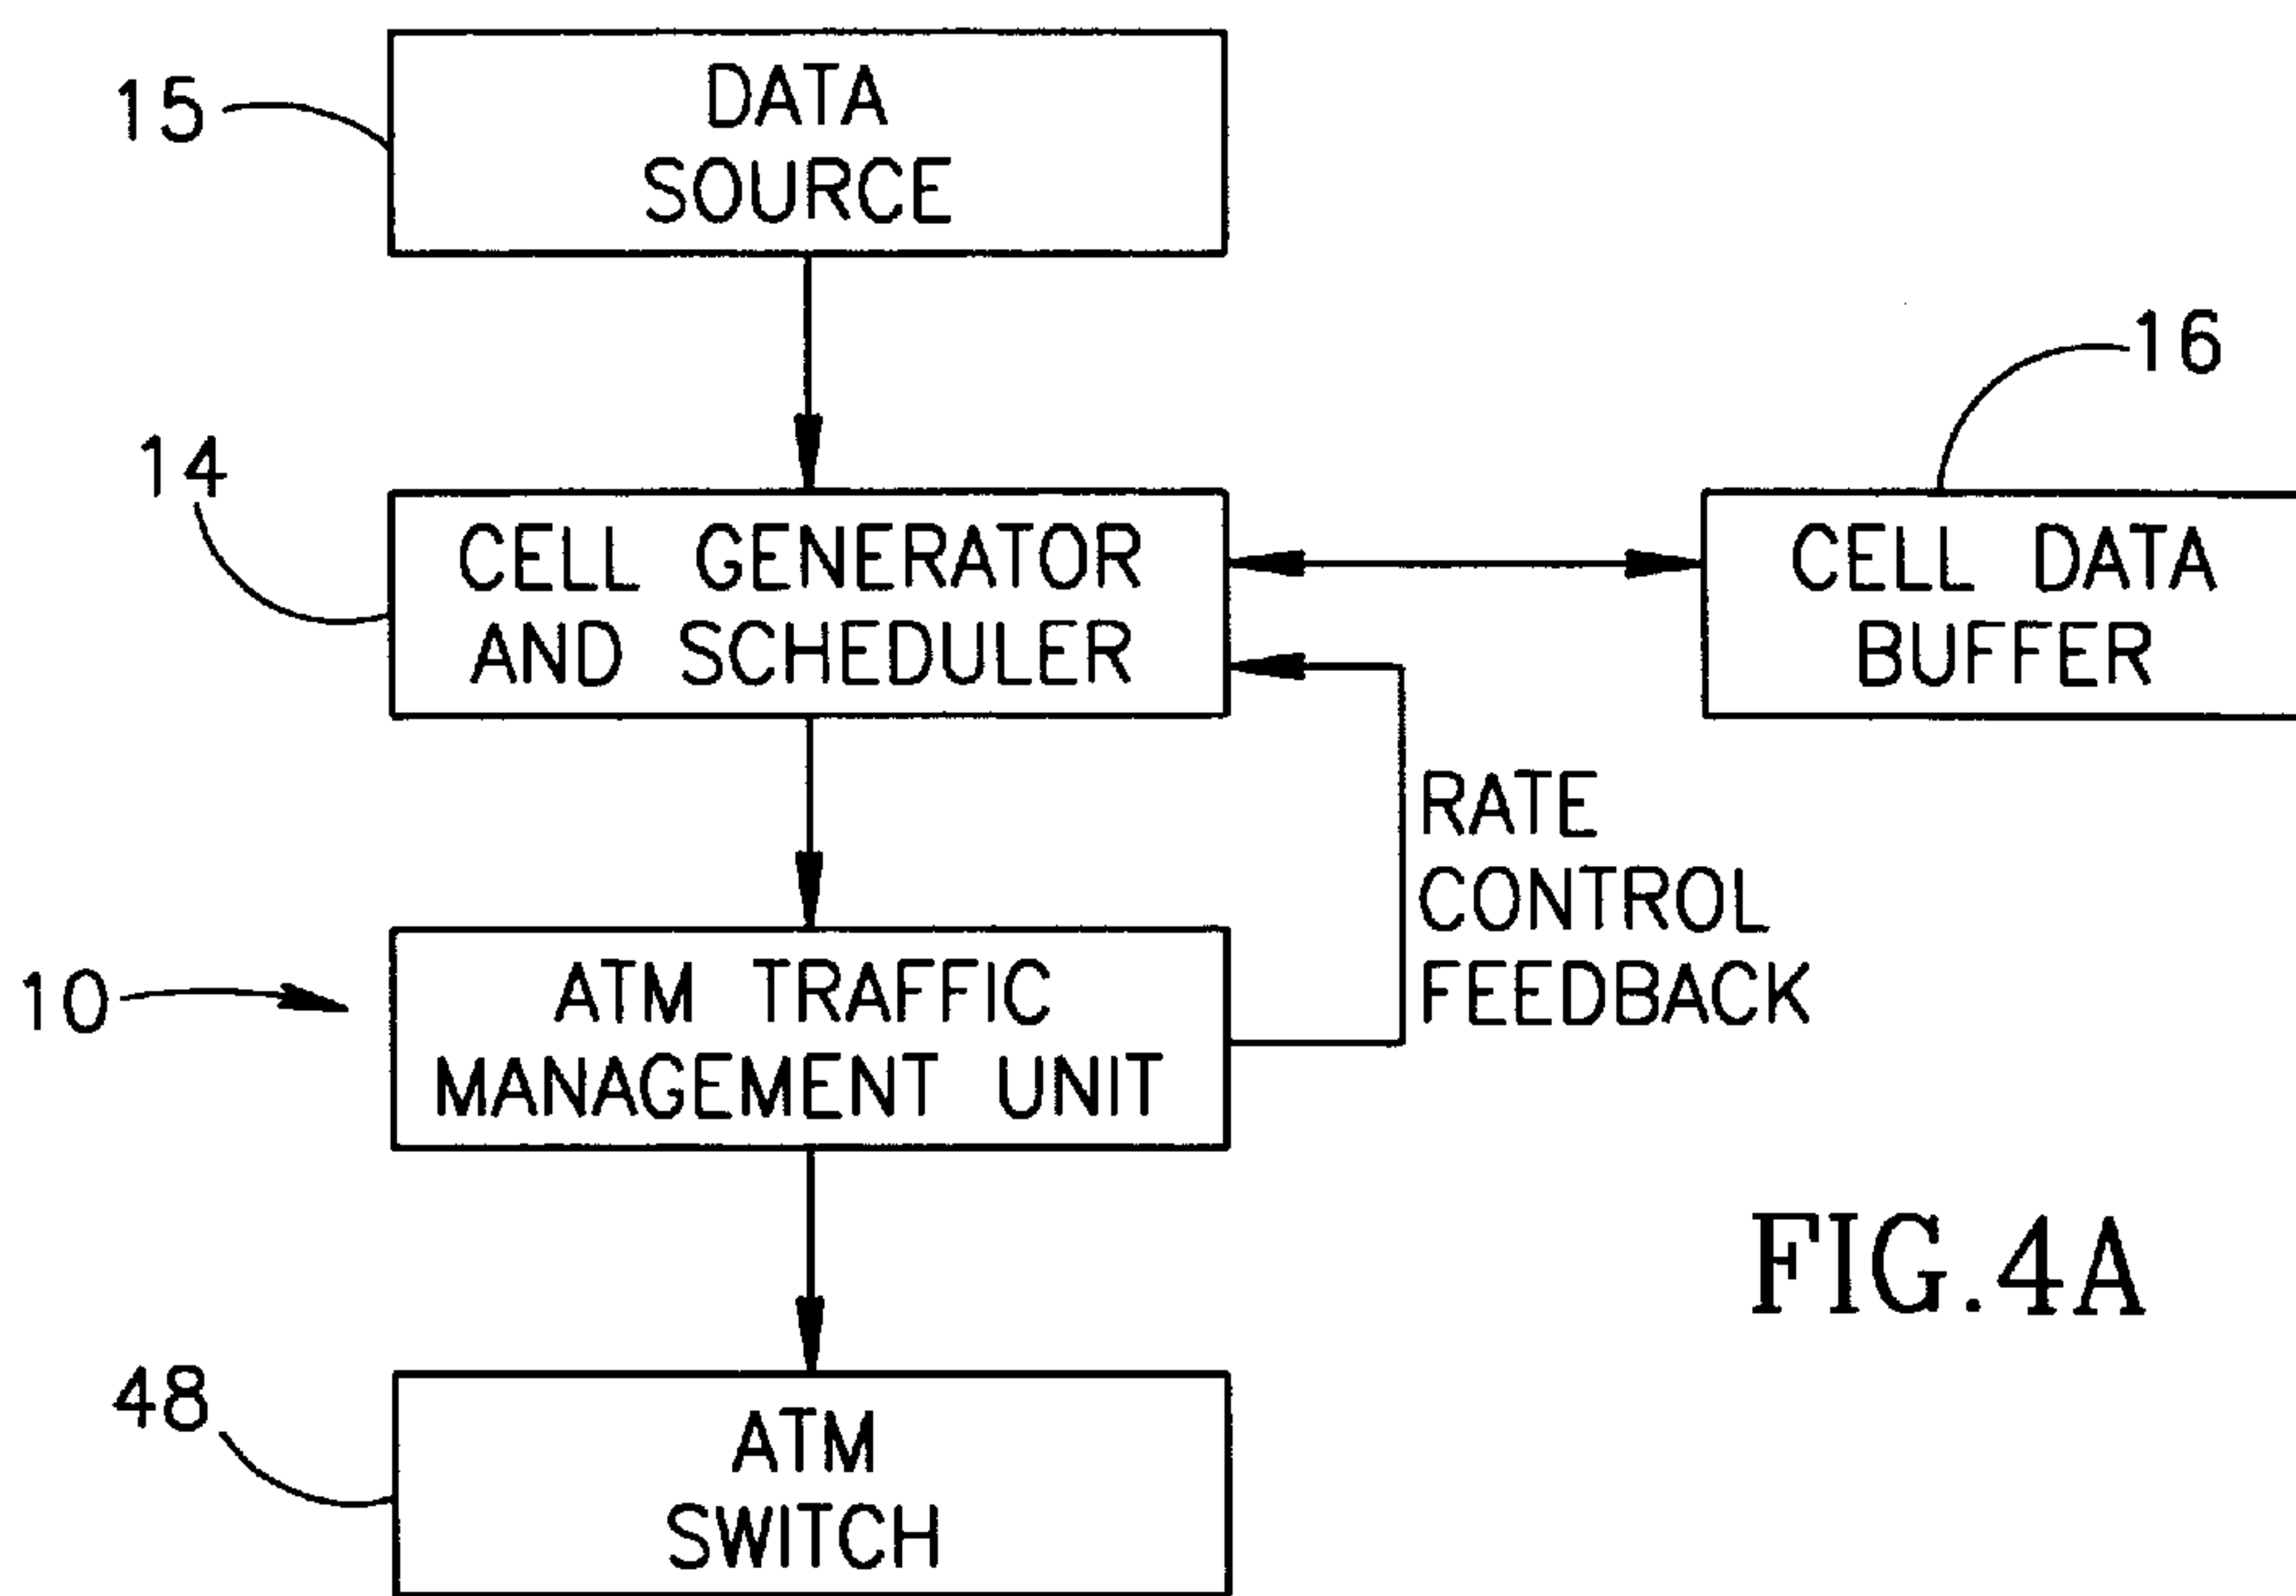 15
DATA
SOURCE
16
14
CELL GENERATOR
AND SCHEDULER
CELL DATA
BUFFER
RATE
CONTROL
FEEDBACK
10
ATM TRAFFIC
MANAGEMENT UNIT
FIG.4A
48
ATM
SWITCH